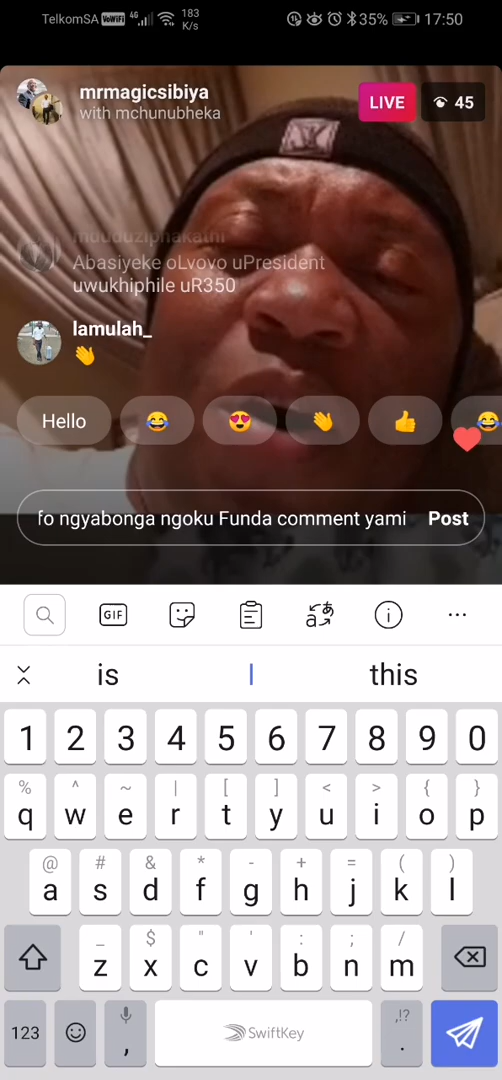 TelkomSA VoWiFi 4G 183 K/s 35% 17:50
mrmagicsibiya
with mchunubheka
LIVE 45
mduduziphakathi
Abasiyeke oLvovo uPresident
uwukhiphile uR350
lamulah_
Hello
fo ngyabonga ngoku Funda comment yami Post
GIF
is I this
1 2 3 4 5 6 7 8 9 0
% ^ ~ | [ ] < > { }
q w e r t y u i o p
@ # & * - + = ( )
a s d f g h j k l
_ $ " ' : ; /
z x c v b n m
,!?
123 , SwiftKey .